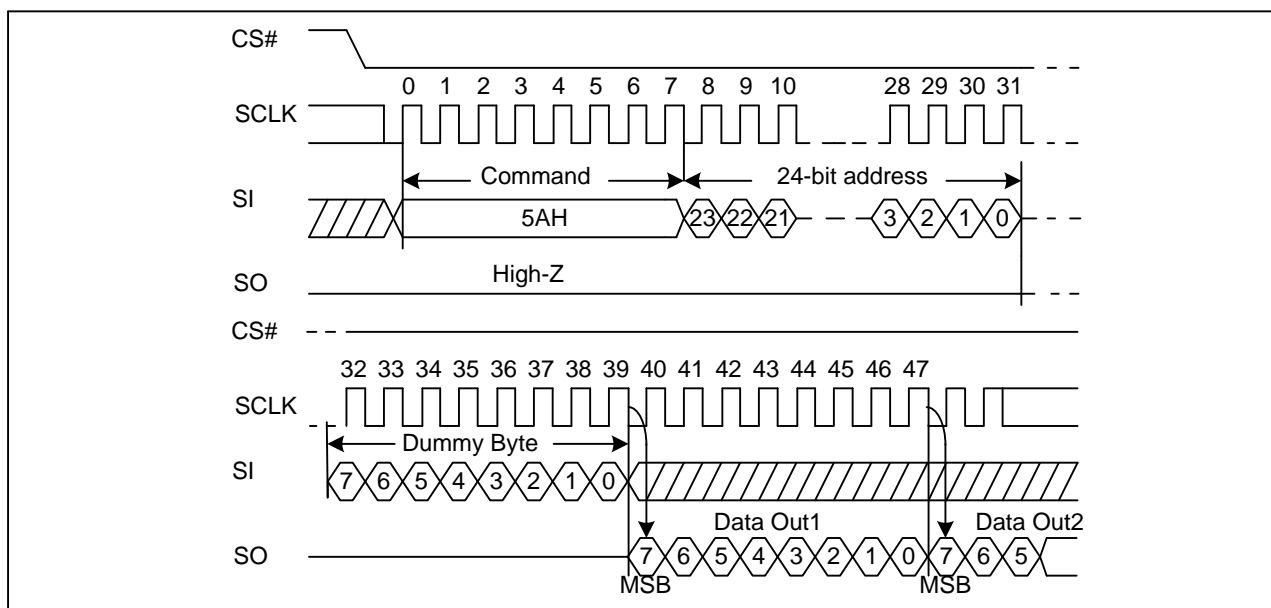 CS#
0 1 2 3 4 5 6 7 8 9 10 28 29 30 31
SCLK
Command 24-bit address
SI
5AH 23 22 21 3 2 1 0
High-Z
SO
CS#
32 33 34 35 36 37 38 39 40 41 42 43 44 45 46 47
SCLK
Dummy Byte
SI
7 6 5 4 3 2 1 0
Data Out1 Data Out2
SO
7 6 5 4 3 2 1 0 7 6 5
MSB MSB